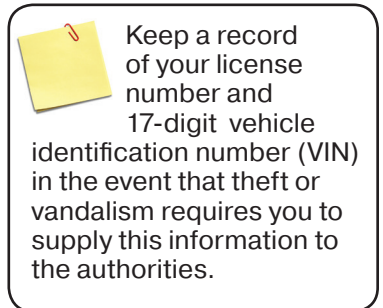 Keep a record
of your license
number and
17-digit vehicle
identification number (VIN)
in the event that theft or
vandalism requires you to
supply this information to
the authorities.